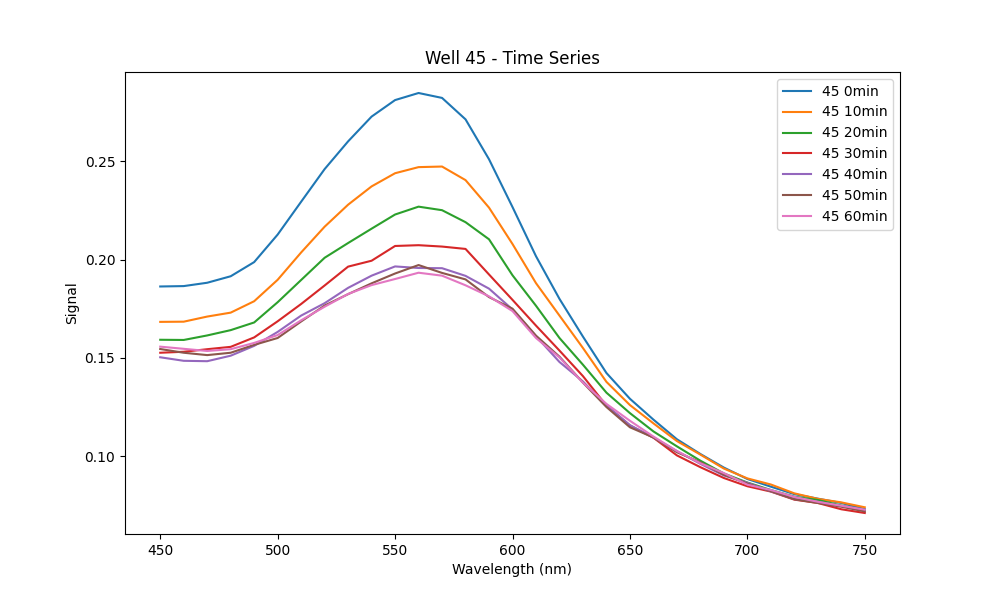 Well 45 - Time Series
45 0min
45 10min
45 20min
45 30min
45 40min
45 50min
45 60min
Signal
0.25
0.20
0.15
0.10
450 500 550 600 650 700 750
Wavelength (nm)